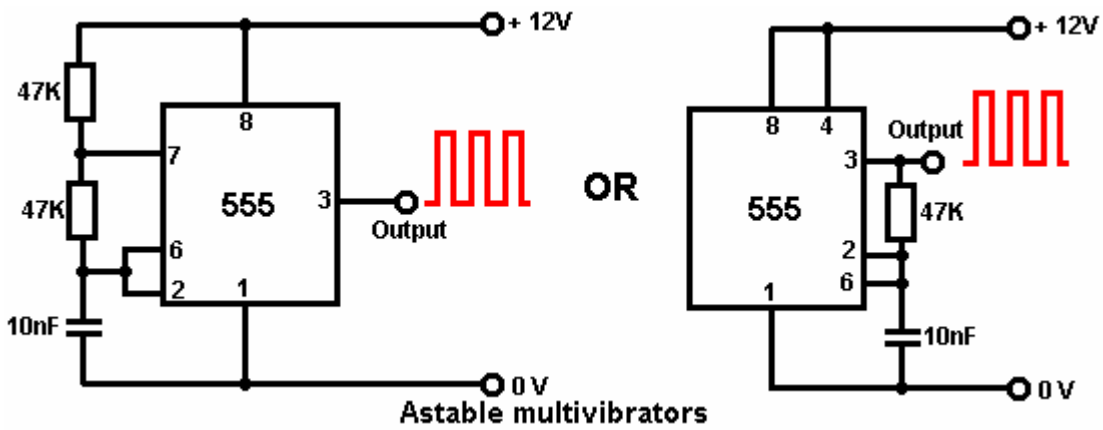 + 12V
47K
8
7
47K
555
3
Output
6
2
1
10nF
0 V
OR
+ 12V
8
4
Output
3
555
47K
2
6
1
10nF
0 V
Astable multivibrators